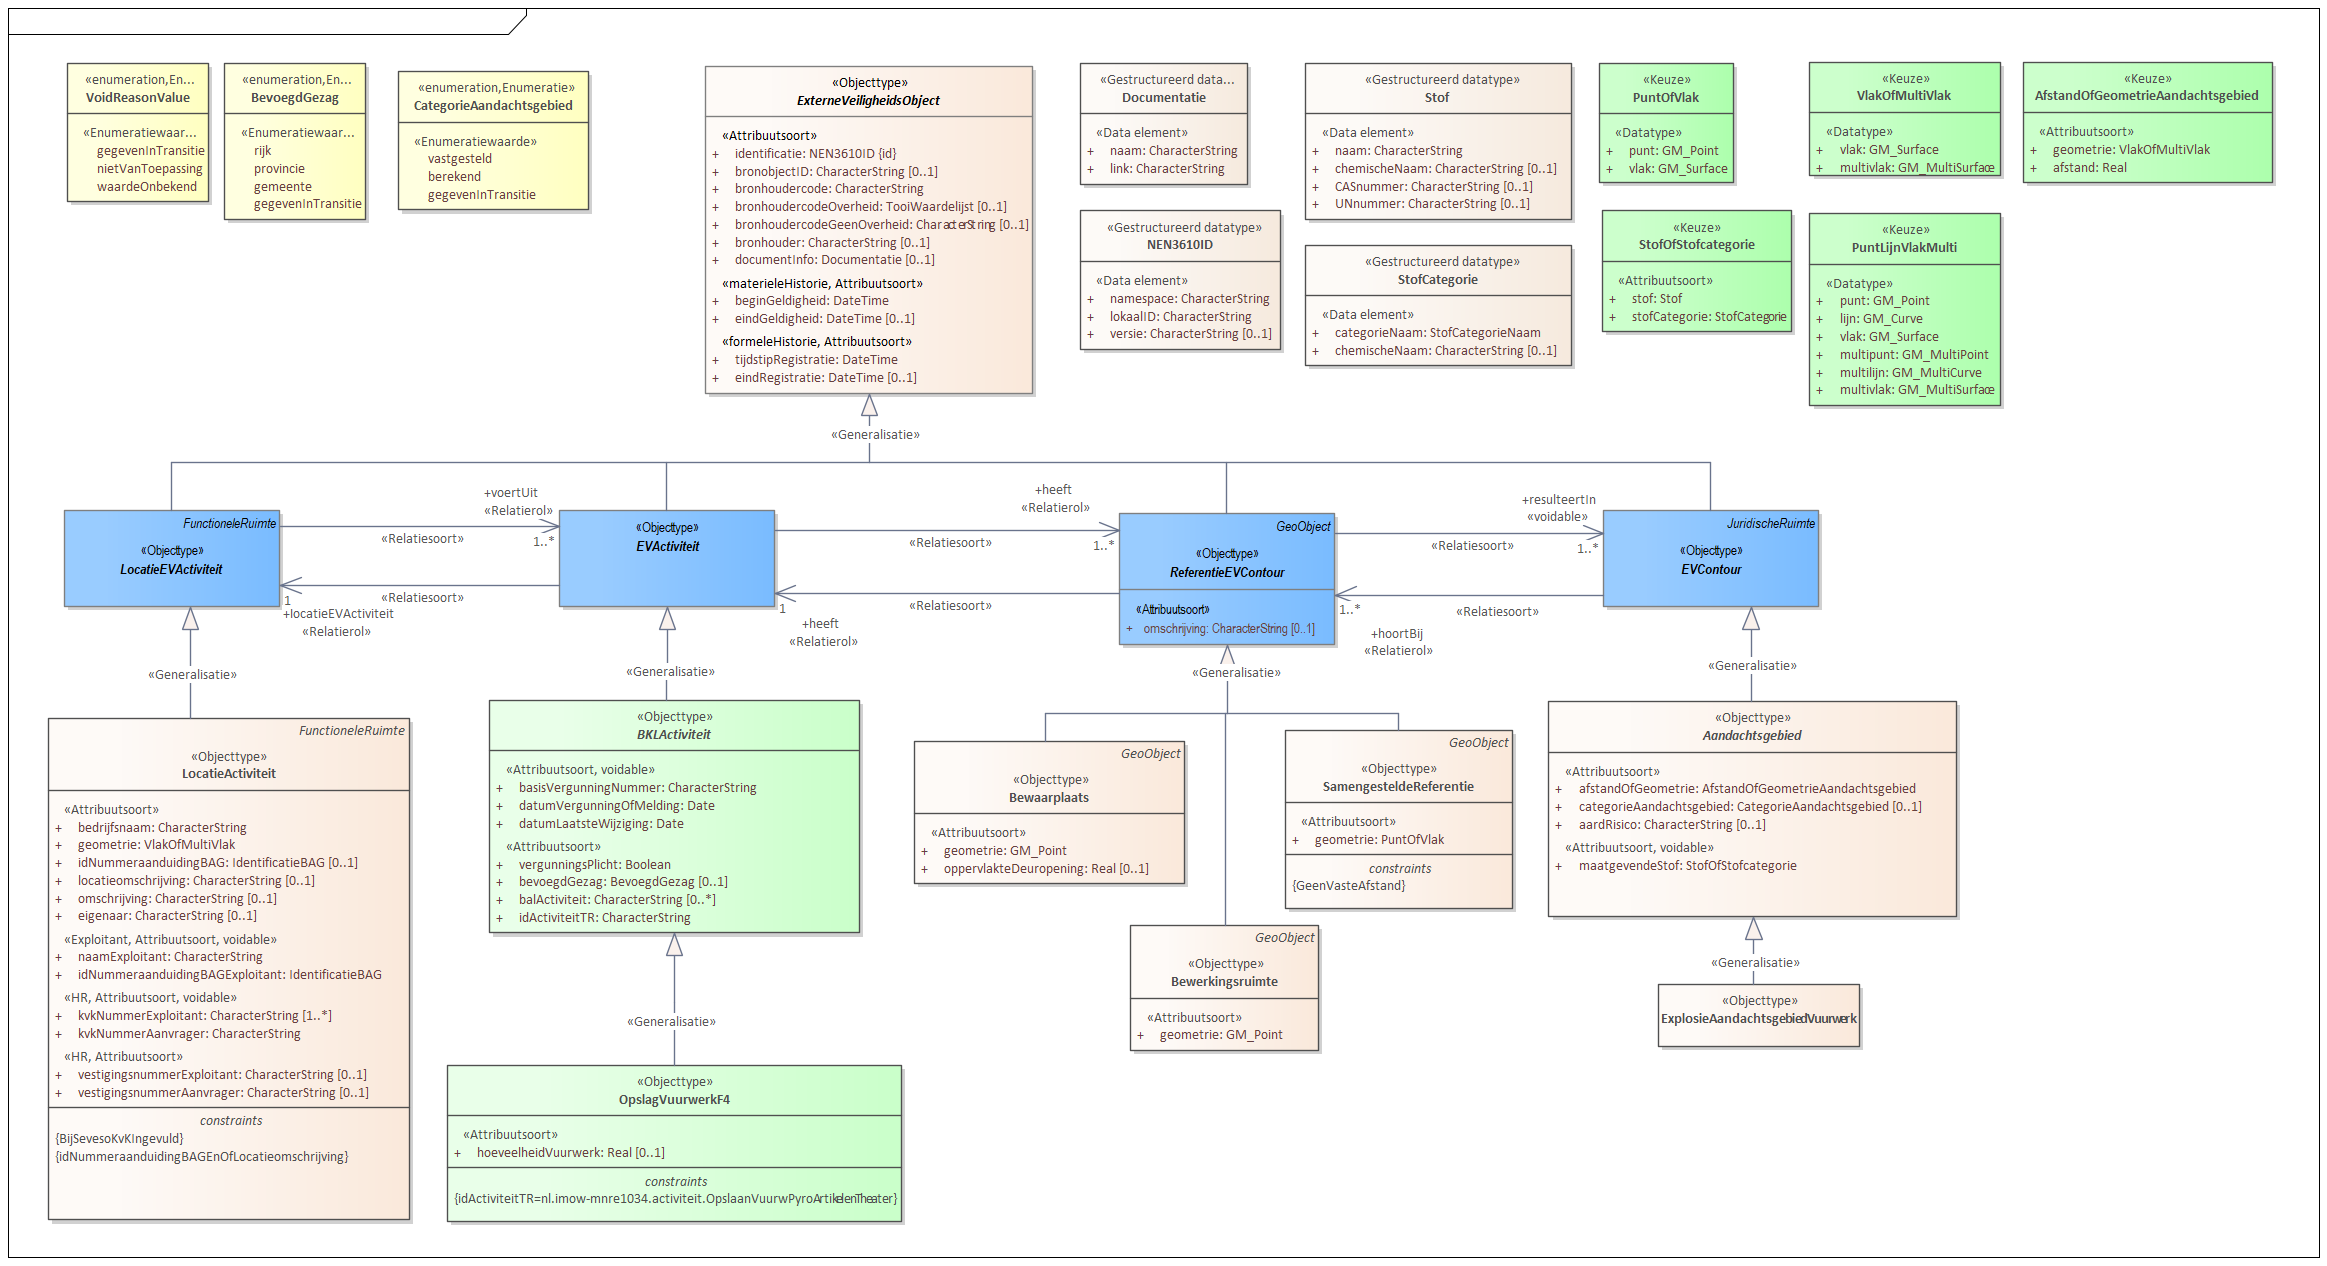 «enumeration,En...
VoidReasonValue
«Enumeratiewaar...
gegevenInTransitie
nietVanToepassing
waardeOnbekend
«enumeration,En...
BevoegdGezag
«Enumeratiewaar...
rijk
provincie
gemeente
gegevenInTransitie
«enumeration,Enumeratie»
CategorieAandachtsgebied
«Enumeratiewaarde»
vastgesteld
berekend
gegevenInTransitie
«Objecttype»
ExterneVeiligheidsObject
«Attribuutsoort»
+ identificatie: NEN3610ID {id}
+ bronobjectID: CharacterString [0..1]
+ bronhoudercode: CharacterString
+ bronhoudercodeOverheid: TooiWaardelijst [0..1]
+ bronhoudercodeGeenOverheid: CharacterString [0..1]
+ bronhouder: CharacterString [0..1]
+ documentInfo: Documentatie [0..1]
«materieleHistorie, Attribuutsoort»
+ beginGeldigheid: DateTime
+ eindGeldigheid: DateTime [0..1]
«formeleHistorie, Attribuutsoort»
+ tijdstipRegistratie: DateTime
+ eindRegistratie: DateTime [0..1]
«Gestructureerd data...
Documentatie
«Data element»
+ naam: CharacterString
+ link: CharacterString
«Gestructureerd datatype»
NEN3610ID
«Data element»
+ namespace: CharacterString
+ lokaalID: CharacterString
+ versie: CharacterString [0..1]
«Gestructureerd datatype»
Stof
«Data element»
+ naam: CharacterString
+ chemischeNaam: CharacterString [0..1]
+ CASnummer: CharacterString [0..1]
+ UNnummer: CharacterString [0..1]
«Gestructureerd datatype»
StofCategorie
«Data element»
+ categorieNaam: StofCategorieNaam
+ chemischeNaam: CharacterString [0..1]
«Keuze»
PuntOfVlak
«Datatype»
+ punt: GM_Point
+ vlak: GM_Surface
«Keuze»
StofOfStofcategorie
«Attribuutsoort»
+ stof: Stof
+ stofCategorie: StofCategorie
«Keuze»
VlakOfMultiVlak
«Datatype»
+ vlak: GM_Surface
+ multivlak: GM_MultiSurface
«Keuze»
PuntLijnVlakMulti
«Datatype»
+ punt: GM_Point
+ lijn: GM_Curve
+ vlak: GM_Surface
+ multipunt: GM_MultiPoint
+ multilijn: GM_MultiCurve
+ multivlak: GM_MultiSurface
«Keuze»
AfstandOfGeometrieAandachtsgebied
«Attribuutsoort»
+ geometrie: VlakOfMultiVlak
+ afstand: Real
«Generalisatie»
FunctioneleRuimte
«Objecttype»
LocatieEVActiviteit
+voertUit
«Relatierol»
«Relatiesoort»
1..*
«Relatiesoort»
1
+locatieEVActiviteit
«Relatierol»
«Objecttype»
EVActiviteit
+heeft
«Relatierol»
«Relatiesoort»
1..*
«Relatiesoort»
1
+heeft
«Relatierol»
GeoObject
«Objecttype»
ReferentieEVContour
«Attribuutsoort»
+ omschrijving: CharacterString [0..1]
+resulteertIn
«voidable»
«Relatiesoort»
1..*
«Relatiesoort»
1..*
+hoortBij
«Relatierol»
JuridischeRuimte
«Objecttype»
EVContour
«Generalisatie»
«Generalisatie»
«Generalisatie»
«Generalisatie»
FunctioneleRuimte
«Objecttype»
LocatieActiviteit
«Attribuutsoort»
+ bedrijfsnaam: CharacterString
+ geometrie: VlakOfMultiVlak
+ idNummeraanduidingBAG: IdentificatieBAG [0..1]
+ locatieomschrijving: CharacterString [0..1]
+ omschrijving: CharacterString [0..1]
+ eigenaar: CharacterString [0..1]
«Exploitant, Attribuutsoort, voidable»
+ naamExploitant: CharacterString
+ idNummeraanduidingBAGExploitant: IdentificatieBAG
«HR, Attribuutsoort, voidable»
+ kvkNummerExploitant: CharacterString [1..*]
+ kvkNummerAanvrager: CharacterString
«HR, Attribuutsoort»
+ vestigingsnummerExploitant: CharacterString [0..1]
+ vestigingsnummerAanvrager: CharacterString [0..1]
constraints
{BijSevesoKvKIngevuld}
{idNummeraanduidingBAGEnOfLocatieomschrijving}
«Objecttype»
BKLActiviteit
«Attribuutsoort, voidable»
+ basisVergunningNummer: CharacterString
+ datumVergunningOfMelding: Date
+ datumLaatsteWijziging: Date
«Attribuutsoort»
+ vergunningsPlicht: Boolean
+ bevoegdGezag: BevoegdGezag [0..1]
+ balActiviteit: CharacterString [0..*]
+ idActiviteitTR: CharacterString
«Generalisatie»
«Objecttype»
OpslagVuurwerkF4
«Attribuutsoort»
+ hoeveelheidVuurwerk: Real [0..1]
constraints
{idActiviteitTR=nl.imow-mnre1034.activiteit.OpslaanVuurwPyroArtikelenTheater}
GeoObject
«Objecttype»
Bewaarplaats
«Attribuutsoort»
+ geometrie: GM_Point
+ oppervlakteDeuropening: Real [0..1]
GeoObject
«Objecttype»
SamengesteldeReferentie
«Attribuutsoort»
+ geometrie: PuntOfVlak
constraints
{GeenVasteAfstand}
GeoObject
«Objecttype»
Bewerkingsruimte
«Attribuutsoort»
+ geometrie: GM_Point
«Objecttype»
Aandachtsgebied
«Attribuutsoort»
+ afstandOfGeometrie: AfstandOfGeometrieAandachtsgebied
+ categorieAandachtsgebied: CategorieAandachtsgebied [0..1]
+ aardRisico: CharacterString [0..1]
«Attribuutsoort, voidable»
+ maatgevendeStof: StofOfStofcategorie
«Generalisatie»
«Objecttype»
ExplosieAandachtsgebiedVuurwerk